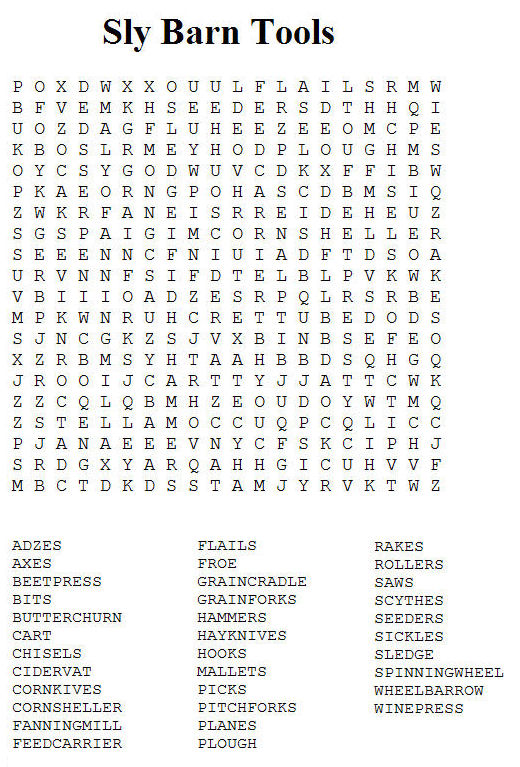 Sly Barn Tools
P O X D W X X O U U L F L A I L S R M W
B F V E M K H S E E D E R S D T H H Q I
U O Z D A G F L U H E E Z E E O M C P E
K B O S L R M E Y H O D P L O U G H M S
O Y C S Y G O D W U V C D K X F F I B W
P K A E O R N G P O H A S C D B M S I Q
Z W K R F A N E I S R R E I D E H E U Z
S G S P A I G I M C O R N S H E L L E R
S E E E N N C F N I U I A D F T D S O A
U R V N N F S I F D T E L B L P V K W K
V B I I I O A D Z E S R P Q L R S R B E
M P K W N R U H C R E T T U B E D O D S
S J N C G K Z S J V X B I N B S E F E O
X Z R B M S Y H T A A H B B D S Q H G Q
J R O O I J C A R T T Y J J A T T C W K
Z Z C Q L Q B M H Z E O U D O Y W T M Q
Z S T E L L A M O C C U Q P C Q L I C C
P J A N A E E E V N Y C F S K C I P H J
S R D G X Y A R Q A H H G I C U H V V F
M B C T D K D S S T A M J Y R V K T W Z
ADZES
AXES
BEETPRESS
BITS
BUTTERCHURN
CART
CHISELS
CIDERVAT
CORNKIVES
CORNSHELLER
FANNINGMILL
FEEDCARRIER
FLAILS
FROE
GRAINCRADLE
GRAINFORKS
HAMMERS
HAYKNIVES
HOOKS
MALLETS
PICKS
PITCHFORKS
PLANES
PLOUGH
RAKES
ROLLERS
SAWS
SCYTHES
SEEDERS
SICKLES
SLEDGE
SPINNINGWHEEL
WHEELBARROW
WINEPRESS